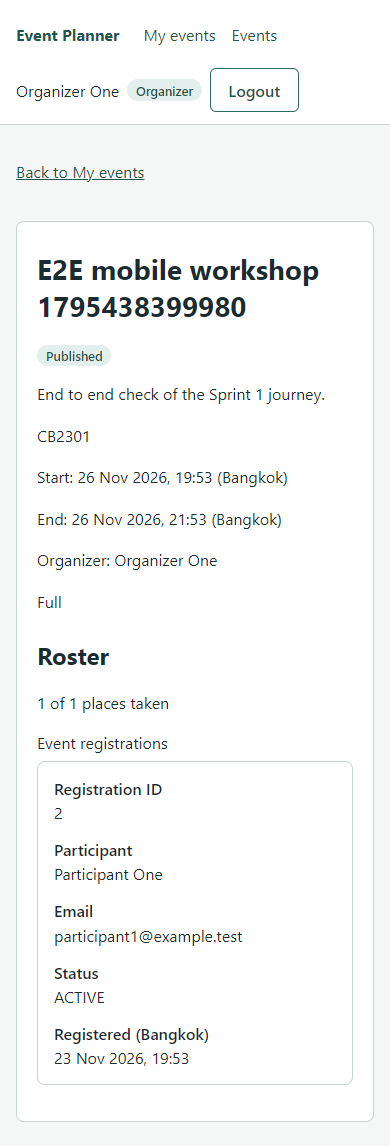 Event Planner My events Events
Organizer One Organizer Logout
Back to My events
E2E mobile workshop
1795438399980
Published
End to end check of the Sprint 1 journey.
CB2301
Start: 26 Nov 2026, 19:53 (Bangkok)
End: 26 Nov 2026, 21:53 (Bangkok)
Organizer: Organizer One
Full
Roster
1 of 1 places taken
Event registrations
Registration ID
2
Participant
Participant One
Email
participant1@example.test
Status
ACTIVE
Registered (Bangkok)
23 Nov 2026, 19:53